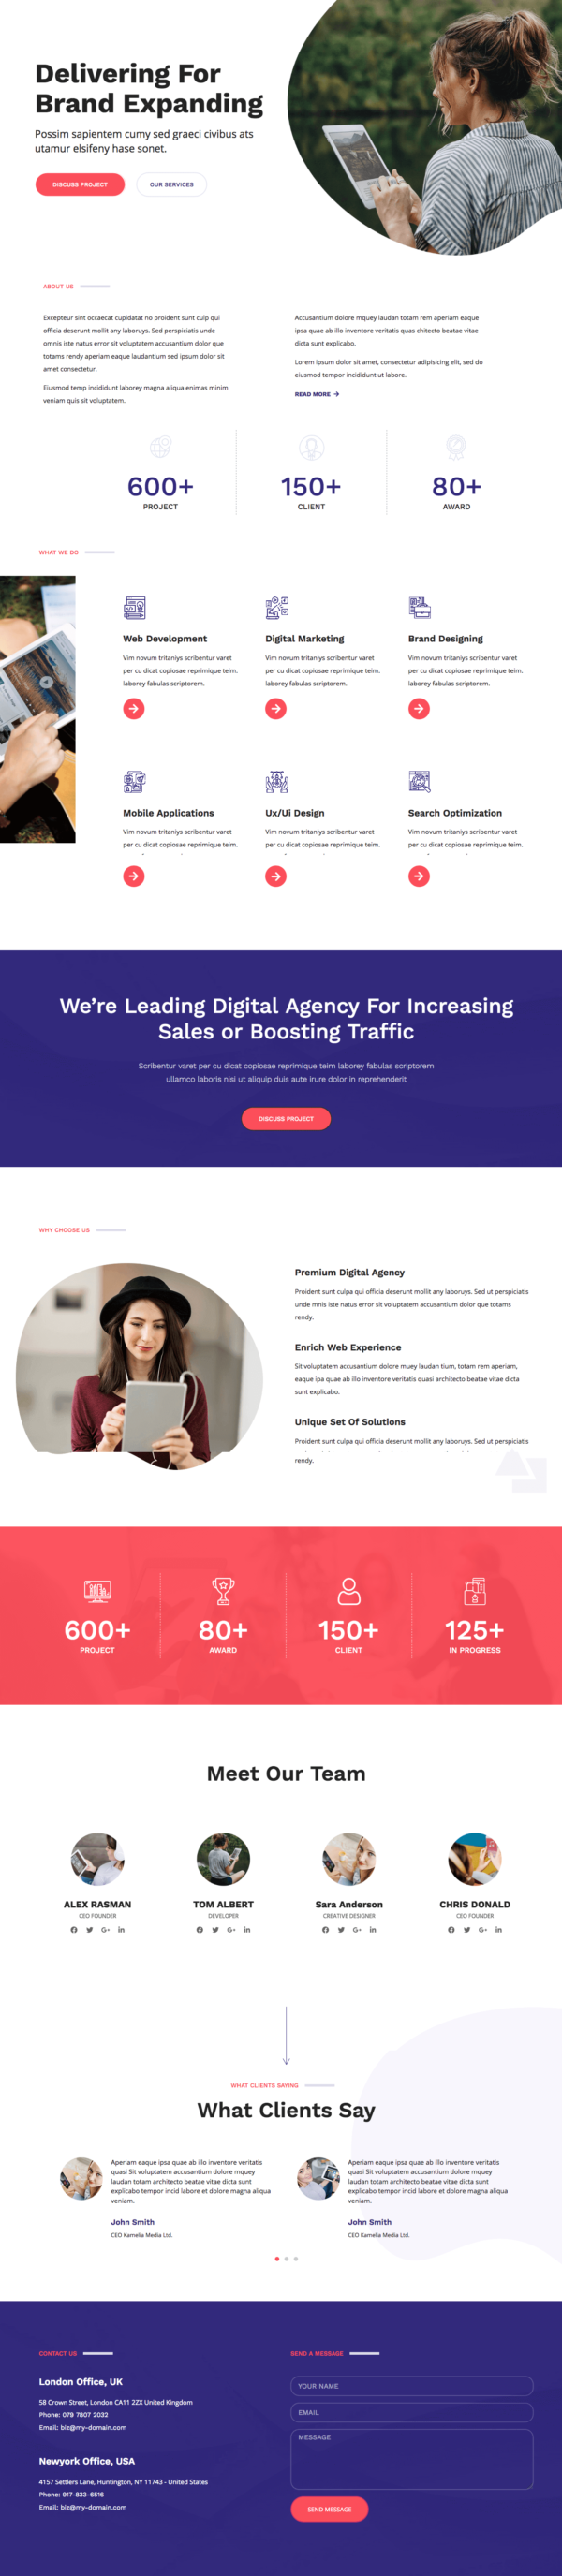 Delivering For
Brand Expanding
Possim sapientem cumy sed graeci civibus ats
utamur elsifeny hase sonet.
DISCUSS PROJECT
OUR SERVICES
ABOUT US
Excepteur sint occaecat cupidatat no proident sunt culp qui
officia deserunt mollit any laboruys. Sed perspiciatis unde
omnis iste natus error sit voluptatem accusantium dolor que
totams rendy aperiam eaque laudantium sed ipsum dolor sit
amet consectetur.
Eiusmod temp incididunt laborey magna aliqua enimas minim
veniam quis sit voluptatem.
Accusantium dolore mquey laudan totam rem aperiam eaque
ipsa quae ab illo inventore veritatis quas chitecto beatae vitae
dicta sunt explicabo.
Lorem ipsum dolor sit amet, consectetur adipisicing elit, sed do
eiusmod tempor incididunt ut labore.
READ MORE →
600+
PROJECT
150+
CLIENT
80+
AWARD
WHAT WE DO
Web Development
Vim novum tritaniys scribentur varet
per cu dicat copiosae reprimique teim.
laborey fabulas scriptorem.
Digital Marketing
Vim novum tritaniys scribentur varet
per cu dicat copiosae reprimique teim.
laborey fabulas scriptorem.
Brand Designing
Vim novum tritaniys scribentur varet
per cu dicat copiosae reprimique teim.
laborey fabulas scriptorem.
Mobile Applications
Vim novum tritaniys scribentur varet
per cu dicat copiosae reprimique teim.
Ux/Ui Design
Vim novum tritaniys scribentur varet
per cu dicat copiosae reprimique teim.
Search Optimization
Vim novum tritaniys scribentur varet
per cu dicat copiosae reprimique teim.
We're Leading Digital Agency For Increasing
Sales or Boosting Traffic
Scribentur varet per cu dicat copiosae reprimique teim laborey fabulas scriptorem
ullamco laboris nisi ut aliquip duis aute irure dolor in reprehenderit
DISCUSS PROJECT
WHY CHOOSE US
Premium Digital Agency
Proident sunt culpa qui officia deserunt mollit any laboruys. Sed ut perspiciatis
unde mnis iste natus error sit voluptatem accusantium dolor que totams
rendy.
Enrich Web Experience
Sit voluptatem accusantium dolore muey laudan tium, totam rem aperiam,
eaque ipa quae ab illo inventore veritatis quasi architecto beatae vitae dicta
sunt explicabo.
Unique Set Of Solutions
Proident sunt culpa qui officia deserunt mollit any laboruys. Sed ut perspiciatis
rendy.
600+
PROJECT
80+
AWARD
150+
CLIENT
125+
IN PROGRESS
Meet Our Team
ALEX RASMAN
CEO FOUNDER
TOM ALBERT
DEVELOPER
Sara Anderson
CREATIVE DESIGNER
CHRIS DONALD
CEO FOUNDER
WHAT CLIENTS SAYING
What Clients Say
Aperiam eaque ipsa quae ab illo inventore veritatis
quasi Sit voluptatem accusantium dolore mquey
laudan totam architecto beatae vitae dicta sunt
explicabo tempor incid labore et dolore magna aliqua
veniam.
John Smith
CEO Kamelia Media Ltd.
Aperiam eaque ipsa quae ab illo inventore veritatis
quasi Sit voluptatem accusantium dolore mquey
laudan totam architecto beatae vitae dicta sunt
explicabo tempor incid labore et dolore magna aliqua
veniam.
John Smith
CEO Kamelia Media Ltd.
CONTACT US
London Office, UK
58 Crown Street, London CA11 2ZX United Kingdom
Phone: 079 7807 2032
Email: biz@my-domain.com
Newyork Office, USA
4157 Settlers Lane, Huntington, NY 11743 - United States
Phone: 917-833-6516
Email: biz@my-domain.com
SEND A MESSAGE
YOUR NAME
EMAIL
MESSAGE
SEND MESSAGE